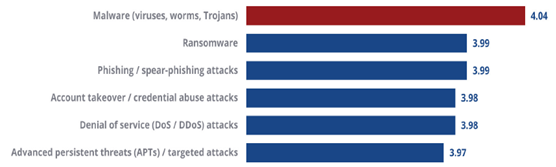 Malware (viruses, worms, Trojans) 4.04
Ransomware 3.99
Phishing / spear-phishing attacks 3.99
Account takeover / credential abuse attacks 3.98
Denial of service (DoS / DDoS) attacks 3.98
Advanced persistent threats (APTs) / targeted attacks 3.97